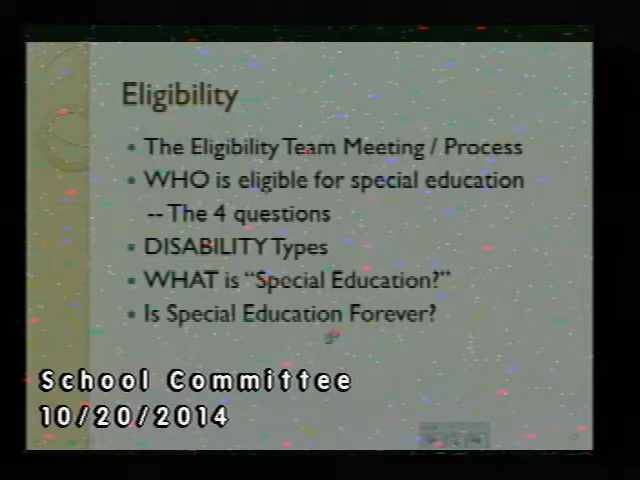 Eligibility
• The Eligibility Team Meeting / Process
• WHO is eligible for special education
-- The 4 questions
• DISABILITY Types
• WHAT is “Special Education?”
• Is Special Education Forever?
School Committee
10/20/2014